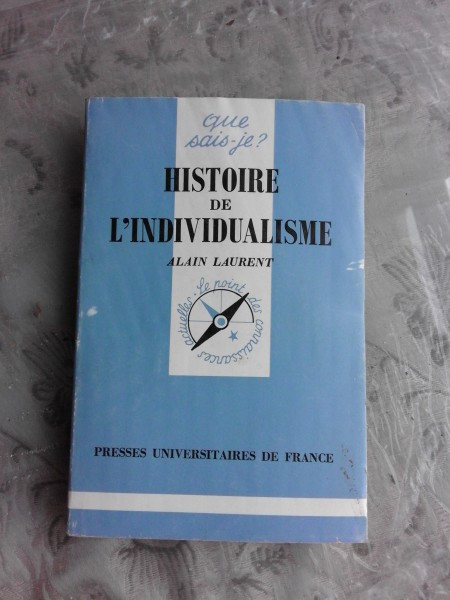 que
sais-je?
HISTOIRE
DE
L'INDIVIDUALISME
ALAIN LAURENT
Le point des connaissances actuelles
PRESSES UNIVERSITAIRES DE FRANCE